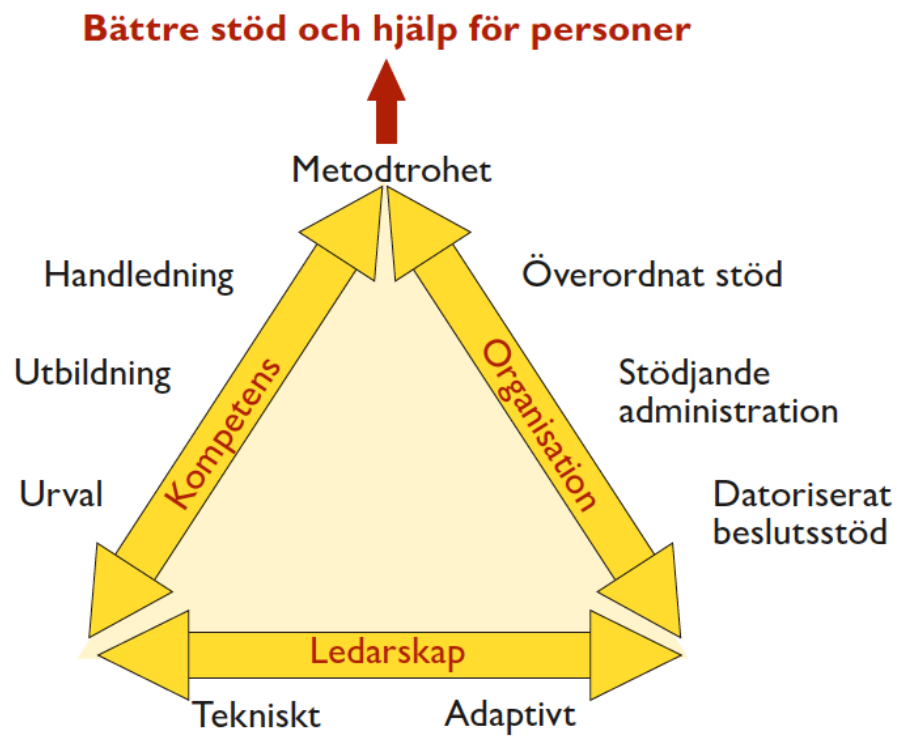 Bättre stöd och hjälp för personer
Metodtrohet
Handledning
Överordnat stöd
Utbildning
Kompetens
Organisation
Stödjande
administration
Urval
Datoriserat
beslutsstöd
Ledarskap
Tekniskt
Adaptivt